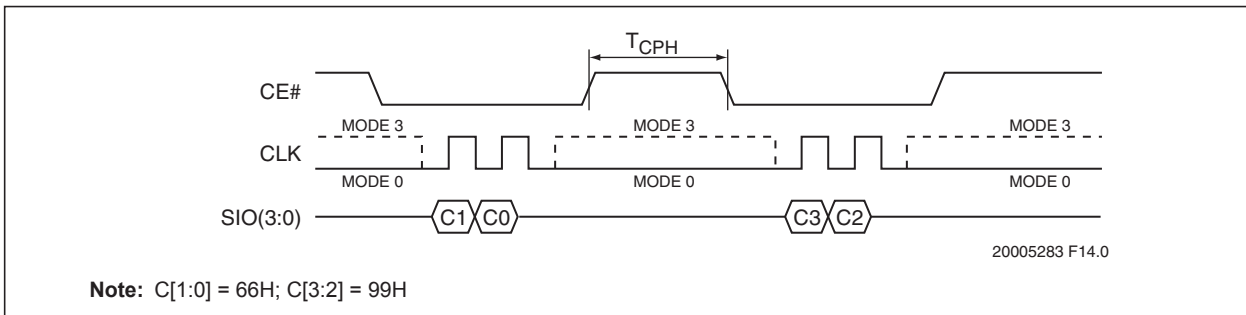 TCPH
CE#
MODE 3 MODE 3 MODE 3
CLK
MODE 0 MODE 0 MODE 0
SIO(3:0) C1 C0 C3 C2
20005283 F14.0
Note: C[1:0] = 66H; C[3:2] = 99H